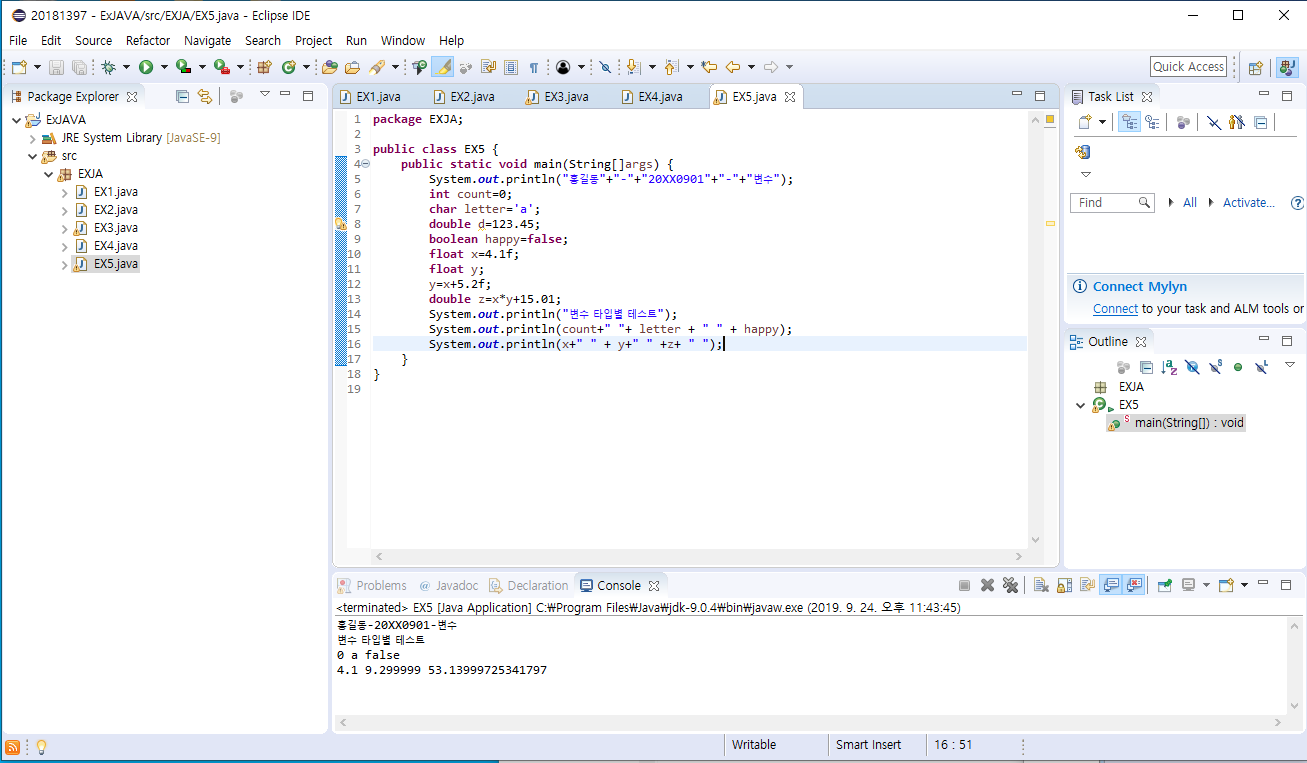 20181397 - ExJAVA/src/EXJA/EX5.java - Eclipse IDE
File Edit Source Refactor Navigate Search Project Run Window Help
Quick Access
Package Explorer
ExJAVA
JRE System Library [JavaSE-9]
src
EXJA
EX1.java
EX2.java
EX3.java
EX4.java
EX5.java
EX1.java EX2.java EX3.java EX4.java EX5.java
1 package EXJA;
2
3 public class EX5 {
4 public static void main(String[]args) {
5 System.out.println("홍길동"+"-"+"20XX0901"+"-"+"변수");
6 int count=0;
7 char letter='a';
8 double d=123.45;
9 boolean happy=false;
10 float x=4.1f;
11 float y;
12 y=x+5.2f;
13 double z=x*y+15.01;
14 System.out.println("변수 타입별 테스트");
15 System.out.println(count+" "+ letter + " " + happy);
16 System.out.println(x+" " + y+" " +z+ " ");
17 }
18 }
19
Task List
Find All Activate...
Connect Mylyn
Connect to your task and ALM tools or
Outline
EXJA
EX5
main(String[]) : void
Problems @ Javadoc Declaration Console
<terminated> EX5 [Java Application] C:₩Program Files₩Java₩jdk-9.0.4₩bin₩javaw.exe (2019. 9. 24. 오후 11:43:45)
홍길동-20XX0901-변수
변수 타입별 테스트
0 a false
4.1 9.299999 53.13999725341797
Writable Smart Insert 16 : 51